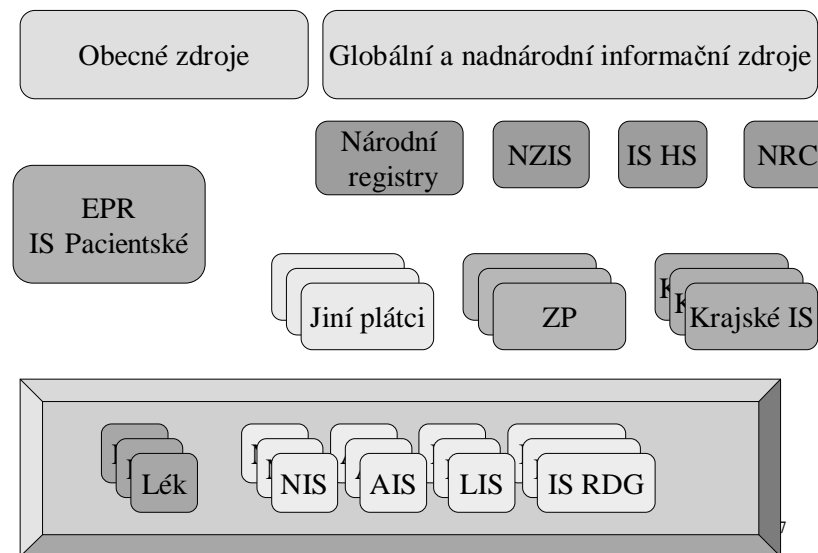 Obecné zdroje
Globální a nadnárodní informační zdroje
Národní
registry
NZIS
IS HS
NRC
EPR
IS Pacientské
Jiní plátci
ZP
K
K
Krajské IS
Lék
N
N
NIS
A
A
AIS
LIS
IS RDG
7